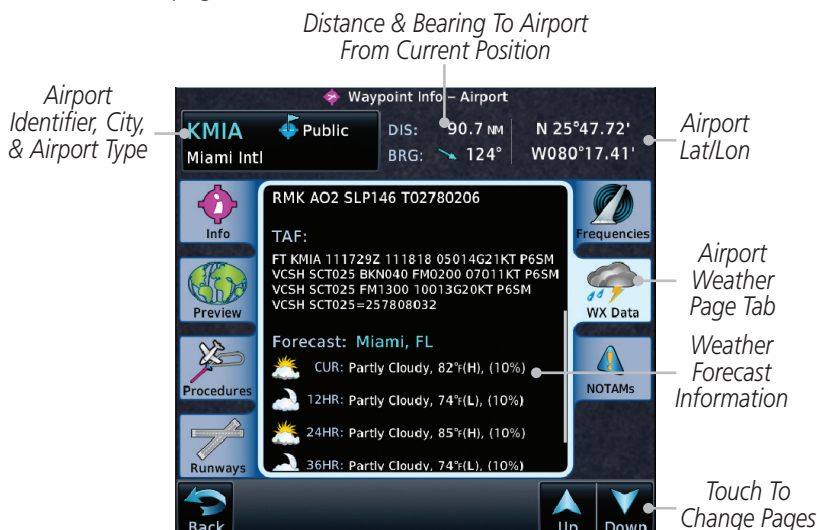 Distance & Bearing To Airport
From Current Position
Airport
Identifier, City,
& Airport Type
Waypoint Info – Airport
KMIA Public
Miami Intl
DIS: 90.7 NM
BRG: 124°
N 25°47.72'
W080°17.41'
Airport
Lat/Lon
Info
Preview
Procedures
Runways
RMK AO2 SLP146 T02780206
TAF:
FT KMIA 111729Z 111818 05014G21KT P6SM
VCSH SCT025 BKN040 FM0200 07011KT P6SM
VCSH SCT025 FM1300 10013G20KT P6SM
VCSH SCT025=257808032
Forecast: Miami, FL
CUR: Partly Cloudy, 82°F(H), (10%)
12HR: Partly Cloudy, 74°F(L), (10%)
24HR: Partly Cloudy, 85°F(H), (10%)
36HR: Partly Cloudy, 74°F(L), (10%)
Frequencies
WX Data
NOTAMs
Airport
Weather
Page Tab
Weather
Forecast
Information
Back
Up
Down
Touch To
Change Pages